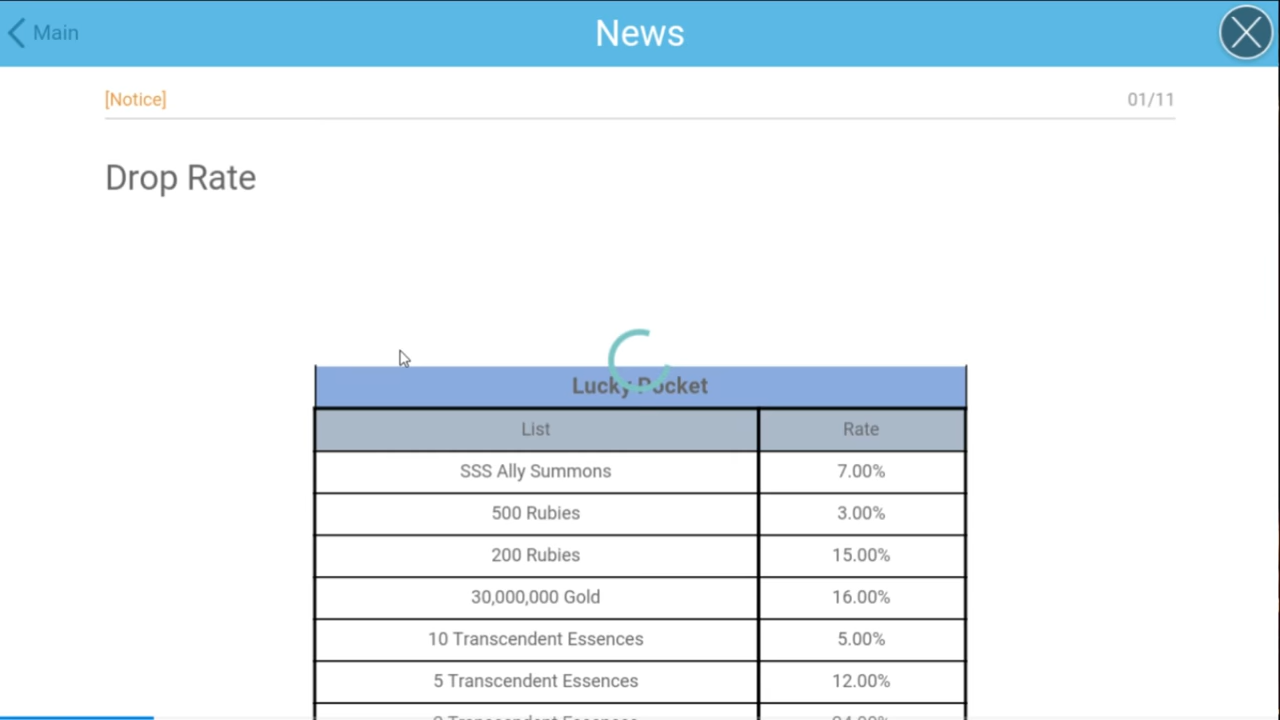 Main
News
[Notice]
01/11
Drop Rate
Lucky Pocket
List Rate
SSS Ally Summons 7.00%
500 Rubies 3.00%
200 Rubies 15.00%
30,000,000 Gold 16.00%
10 Transcendent Essences 5.00%
5 Transcendent Essences 12.00%